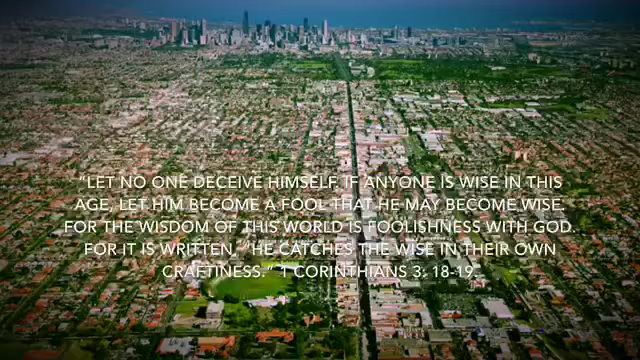 "LET NO ONE DECEIVE HIMSELF. IF ANYONE IS WISE IN THIS
AGE, LET HIM BECOME A FOOL THAT HE MAY BECOME WISE.
FOR THE WISDOM OF THIS WORLD IS FOOLISHNESS WITH GOD.
FOR IT IS WRITTEN, "HE CATCHES THE WISE IN THEIR OWN
CRAFTINESS." 1 CORINTHIANS 3: 18-19.